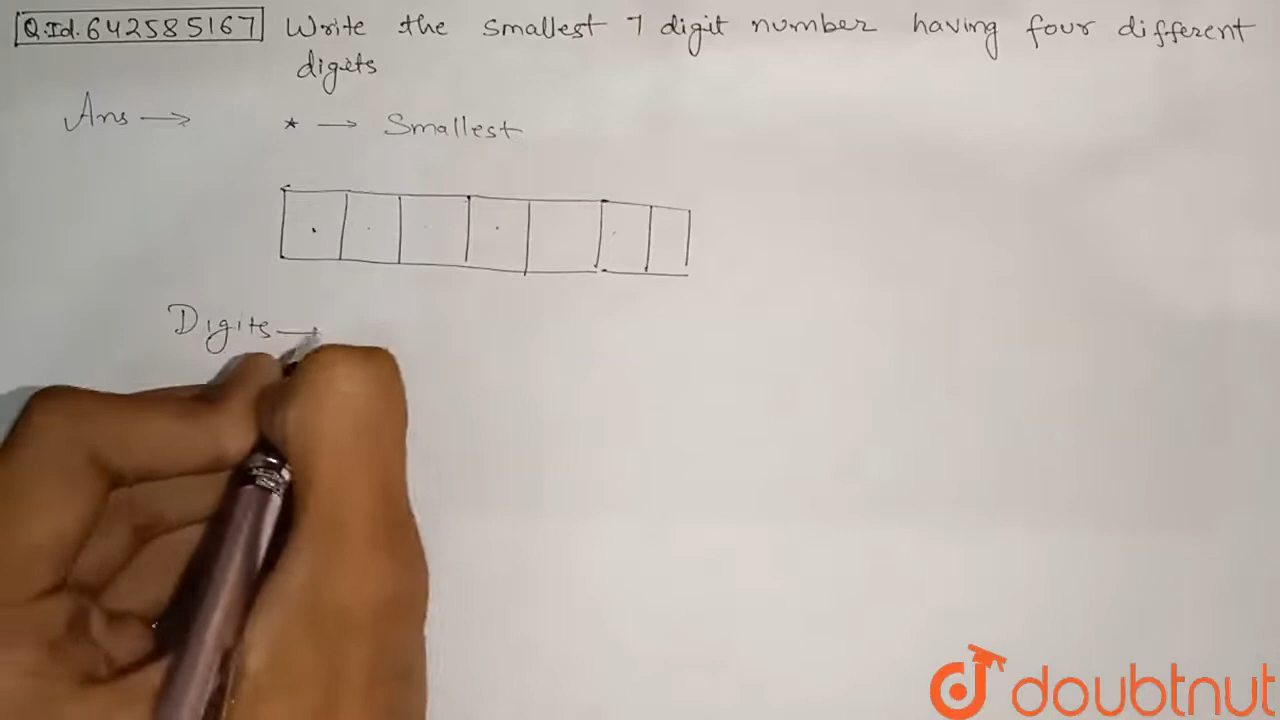 Q.Id. 642585167 Write the smallest 7 digit number having four different
digits
Ans → * → Smallest
Digits →
doubtnut